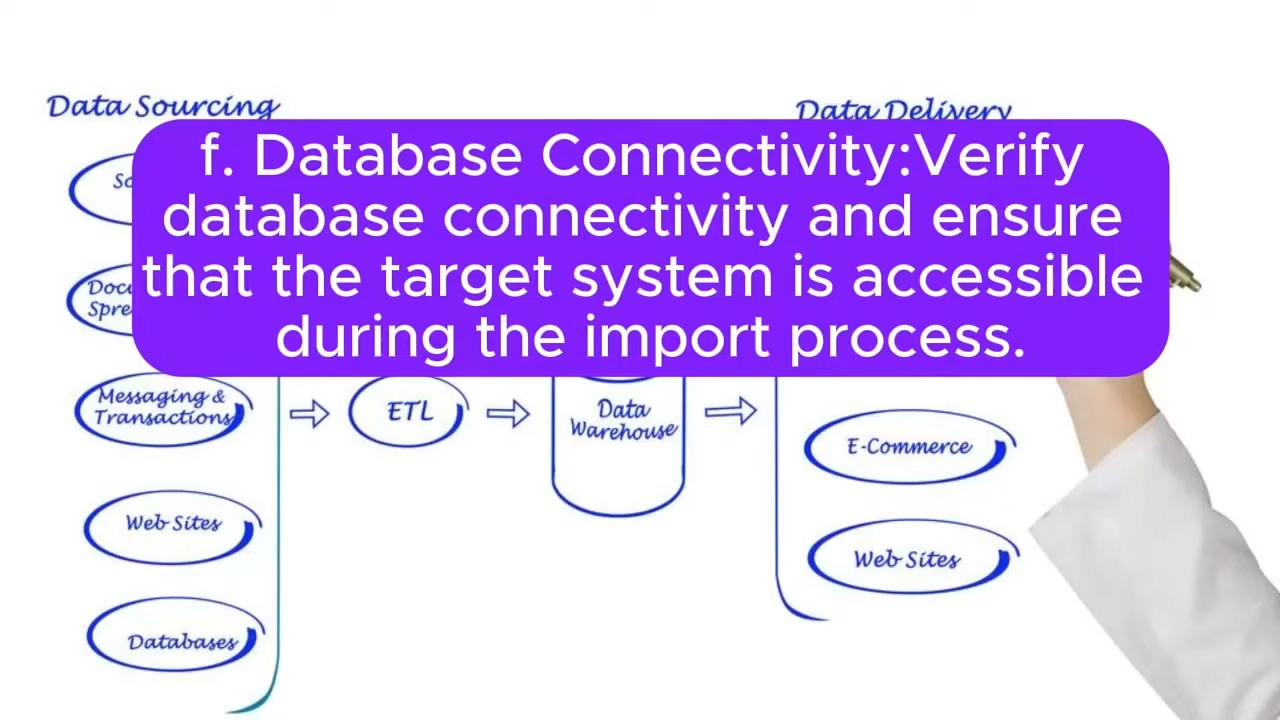 Data Sourcing
Data Delivery
f. Database Connectivity:Verify
database connectivity and ensure
that the target system is accessible
during the import process.
Messaging &
Transactions
ETL
Data
Warehouse
E-Commerce
Web Sites
Web Sites
Databases